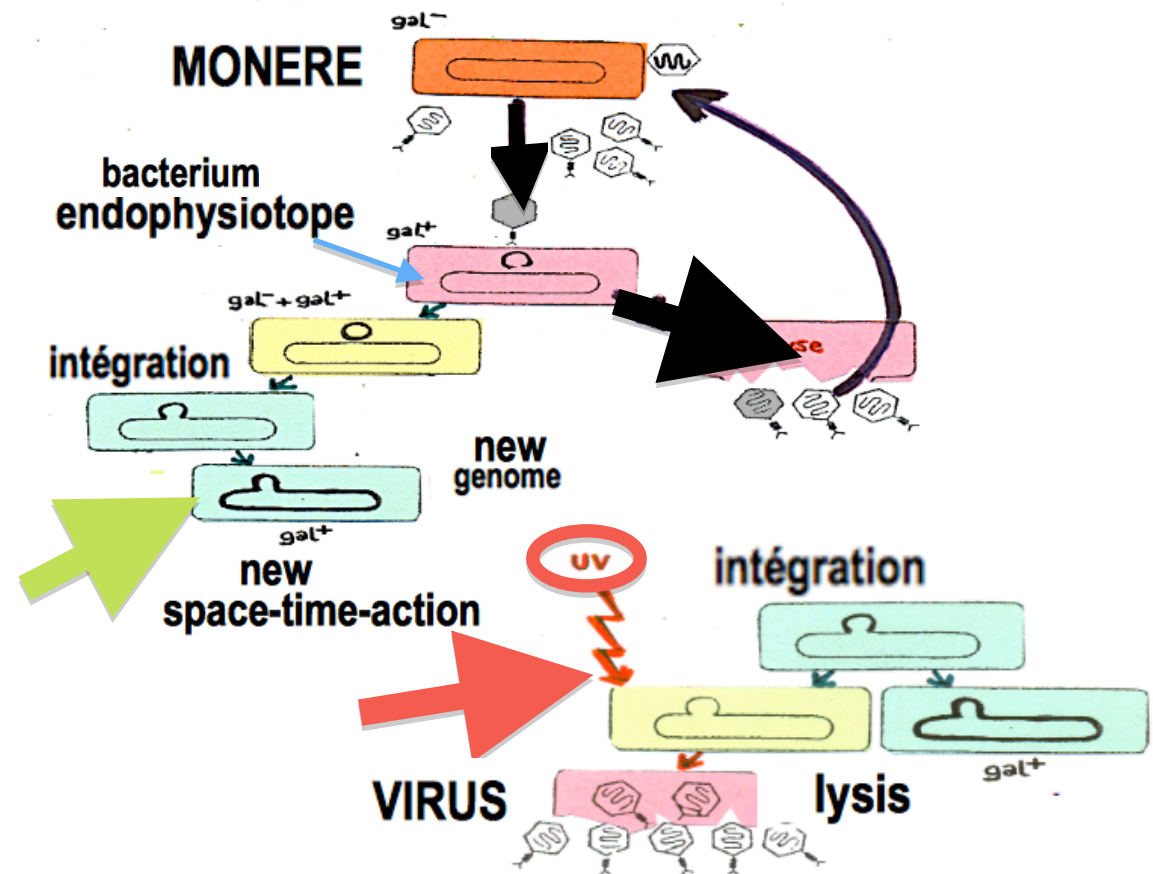 gal-
MONERE
bacterium
endophysiotope
gal+
gal- + gal+
intégration
new
genome
gal+
new
space-time-action
UV
intégration
gal+
VIRUS
lysis